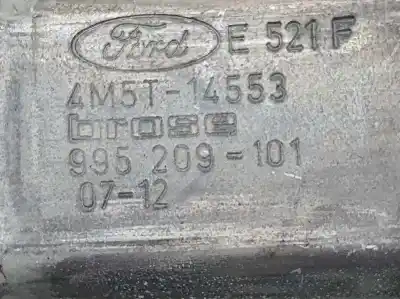 Ford E 521 F
4M5T-14553
brose
995 209-101
07-12